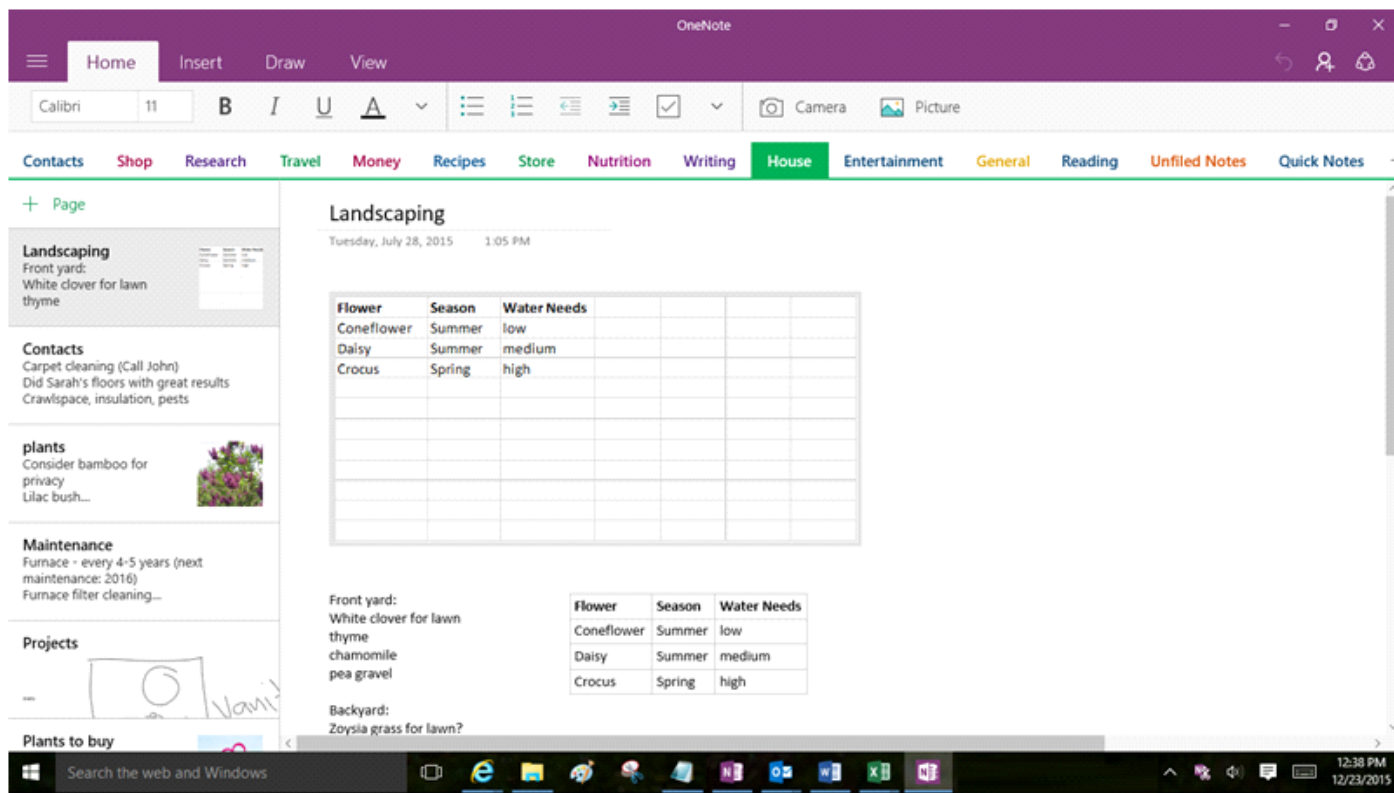 OneNote
Home Insert Draw View
Calibri 11 B I U A Camera Picture
Contacts Shop Research Travel Money Recipes Store Nutrition Writing House Entertainment General Reading Unfiled Notes Quick Notes
+ Page
Landscaping
Front yard:
White clover for lawn
thyme
Contacts
Carpet cleaning (Call John)
Did Sarah's floors with great results
Crawlspace, insulation, pests
plants
Consider bamboo for
privacy
Lilac bush...
Maintenance
Furnace - every 4-5 years (next
maintenance: 2016)
Furnace filter cleaning...
Projects
Vani
Plants to buy
Landscaping
Tuesday, July 28, 2015 1:05 PM
Flower Season Water Needs
Coneflower Summer low
Daisy Summer medium
Crocus Spring high
Front yard:
White clover for lawn
thyme
chamomile
pea gravel
Backyard:
Zoysia grass for lawn?
Flower Season Water Needs
Coneflower Summer low
Daisy Summer medium
Crocus Spring high
Search the web and Windows
12:38 PM
12/23/2015